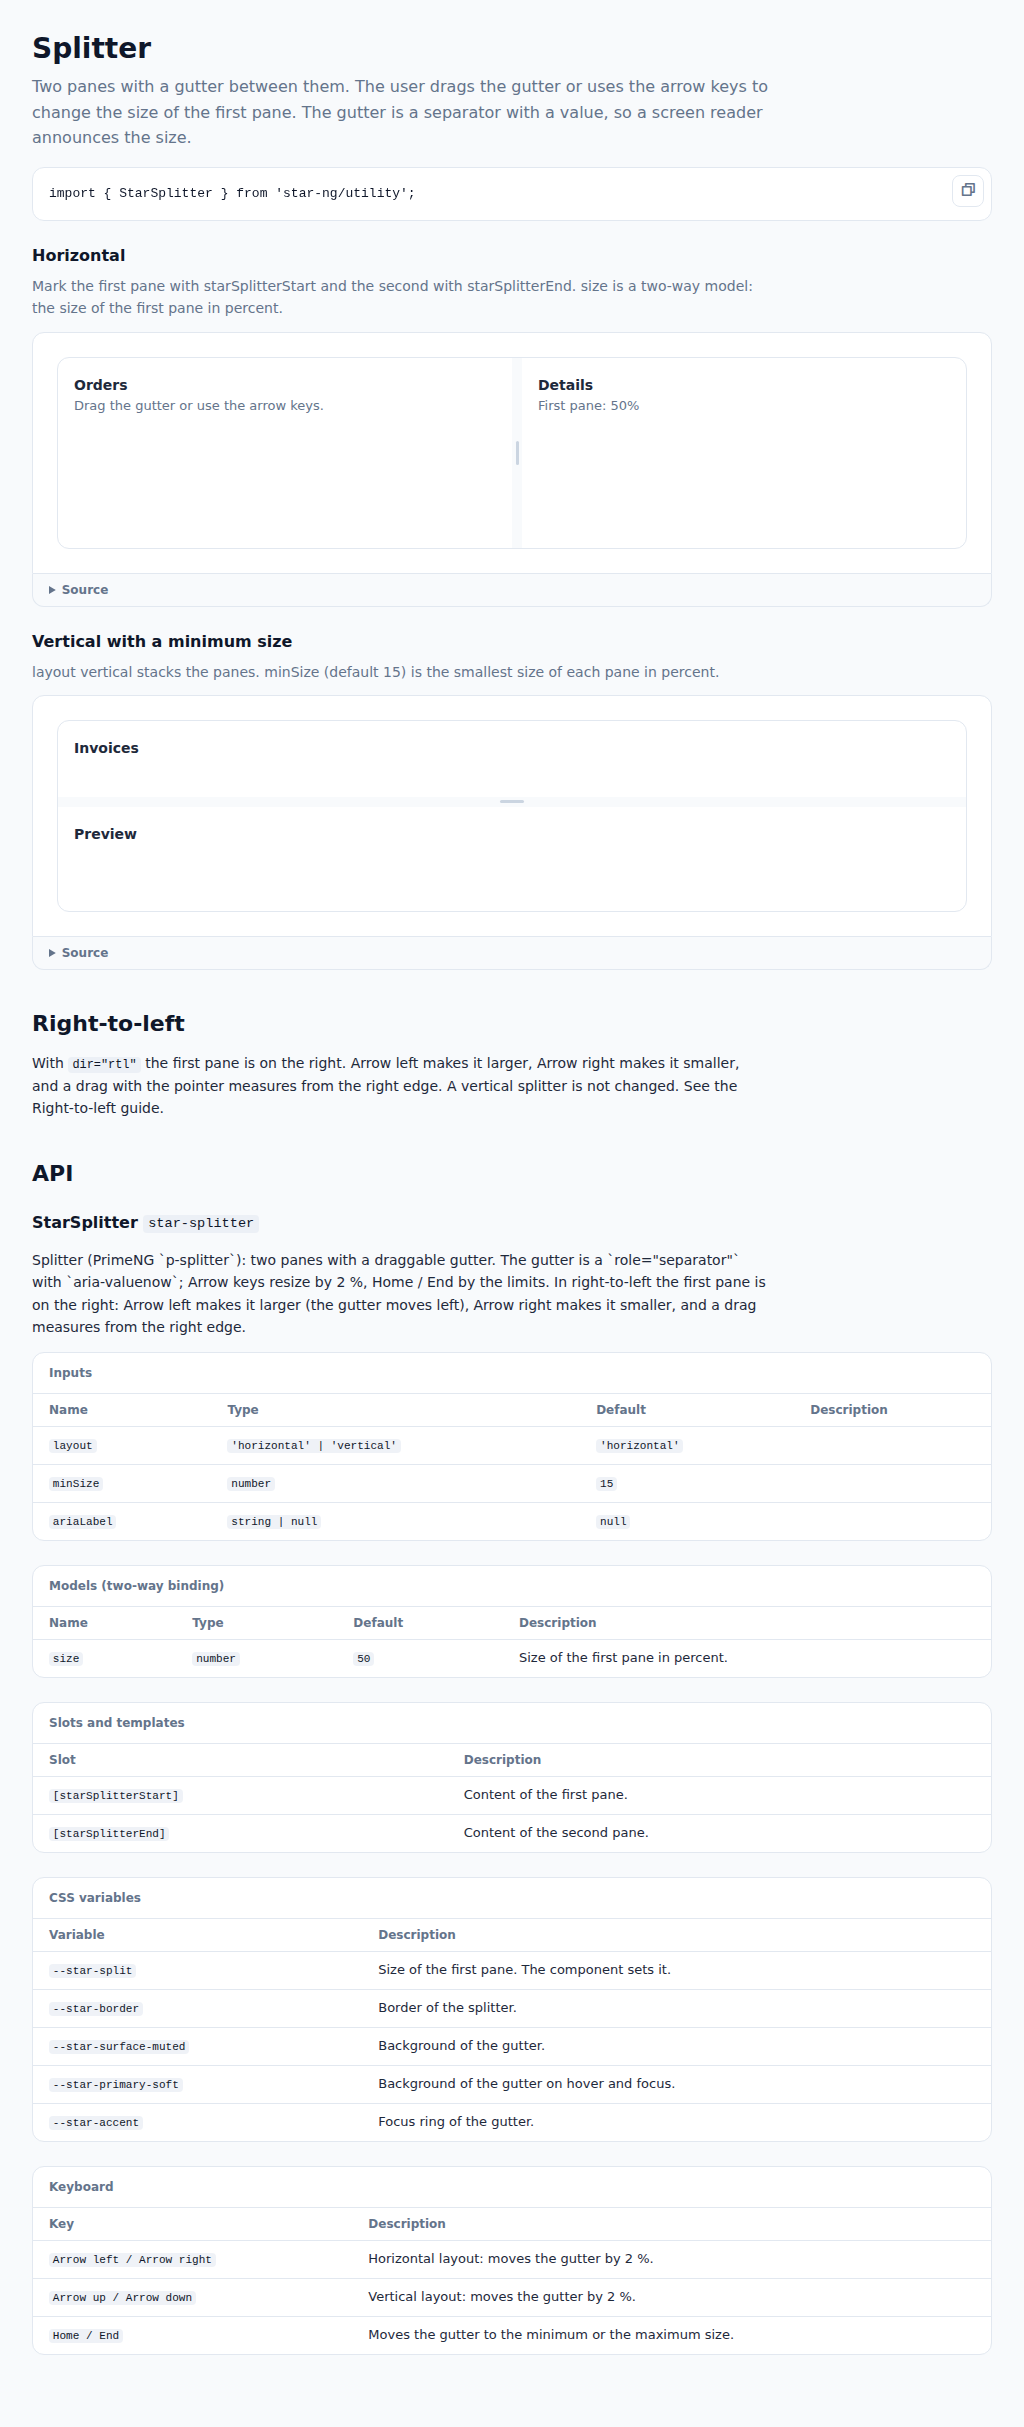 Splitter
Two panes with a gutter between them. The user drags the gutter or uses the arrow keys to
change the size of the first pane. The gutter is a separator with a value, so a screen reader
announces the size.
import { StarSplitter } from 'star-ng/utility';
Horizontal
Mark the first pane with starSplitterStart and the second with starSplitterEnd. size is a two-way model:
the size of the first pane in percent.
Orders
Drag the gutter or use the arrow keys.
Details
First pane: 50%
Source
Vertical with a minimum size
layout vertical stacks the panes. minSize (default 15) is the smallest size of each pane in percent.
Invoices
Preview
Source
Right-to-left
With dir="rtl" the first pane is on the right. Arrow left makes it larger, Arrow right makes it smaller,
and a drag with the pointer measures from the right edge. A vertical splitter is not changed. See the
Right-to-left guide.
API
StarSplitter star-splitter
Splitter (PrimeNG `p-splitter`): two panes with a draggable gutter. The gutter is a `role="separator"`
with `aria-valuenow`; Arrow keys resize by 2 %, Home / End by the limits. In right-to-left the first pane is
on the right: Arrow left makes it larger (the gutter moves left), Arrow right makes it smaller, and a drag
measures from the right edge.
Inputs
Name Type Default Description
layout 'horizontal' | 'vertical' 'horizontal'
minSize number 15
ariaLabel string | null null
Models (two-way binding)
Name Type Default Description
size number 50 Size of the first pane in percent.
Slots and templates
Slot Description
[starSplitterStart] Content of the first pane.
[starSplitterEnd] Content of the second pane.
CSS variables
Variable Description
--star-split Size of the first pane. The component sets it.
--star-border Border of the splitter.
--star-surface-muted Background of the gutter.
--star-primary-soft Background of the gutter on hover and focus.
--star-accent Focus ring of the gutter.
Keyboard
Key Description
Arrow left / Arrow right Horizontal layout: moves the gutter by 2 %.
Arrow up / Arrow down Vertical layout: moves the gutter by 2 %.
Home / End Moves the gutter to the minimum or the maximum size.